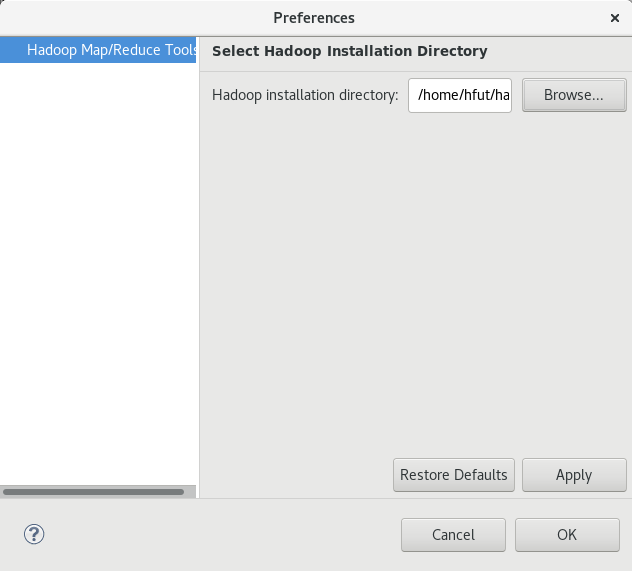 Preferences
Hadoop Map/Reduce Tools
Select Hadoop Installation Directory
Hadoop installation directory: /home/hfut/ha Browse...
Restore Defaults Apply
? Cancel OK